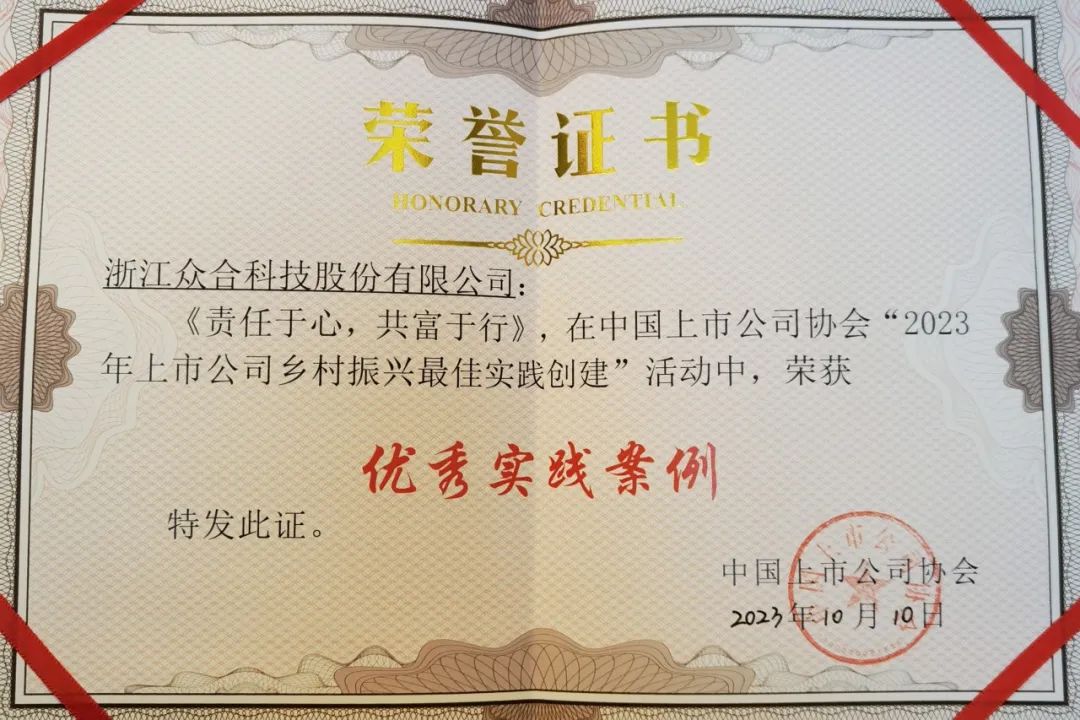 荣誉证书
HONORARY CREDENTIAL
浙江众合科技股份有限公司：
《责任于心，共富于行》，在中国上市公司协会“2023
年上市公司乡村振兴最佳实践创建”活动中，荣获
优秀实践案例
特发此证。
中国上市公司协会
2023年10月10日